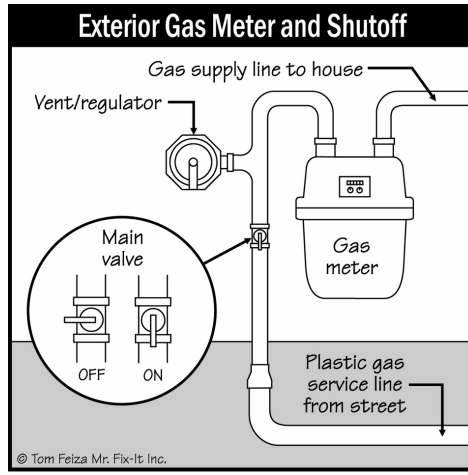 Exterior Gas Meter and Shutoff
Gas supply line to house
Vent/regulator
Main
valve
OFF
ON
Gas
meter
Plastic gas
service line
from street
© Tom Feiza Mr. Fix-It Inc.